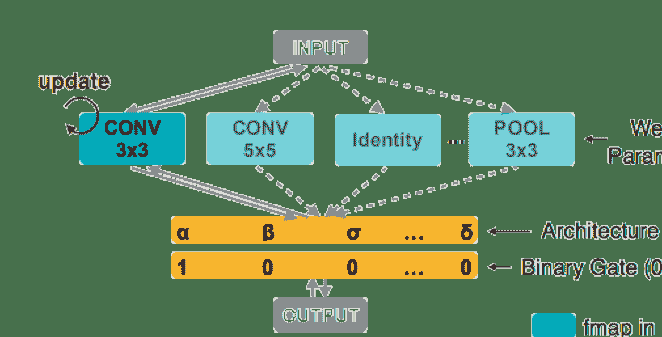 INPUT
update
CONV
3x3
CONV
5x5
Identity
POOL
3x3
We
Paran
α β σ ... δ
Architecture
1 0 0 ... 0
Binary Gate (0
OUTPUT
fmap in